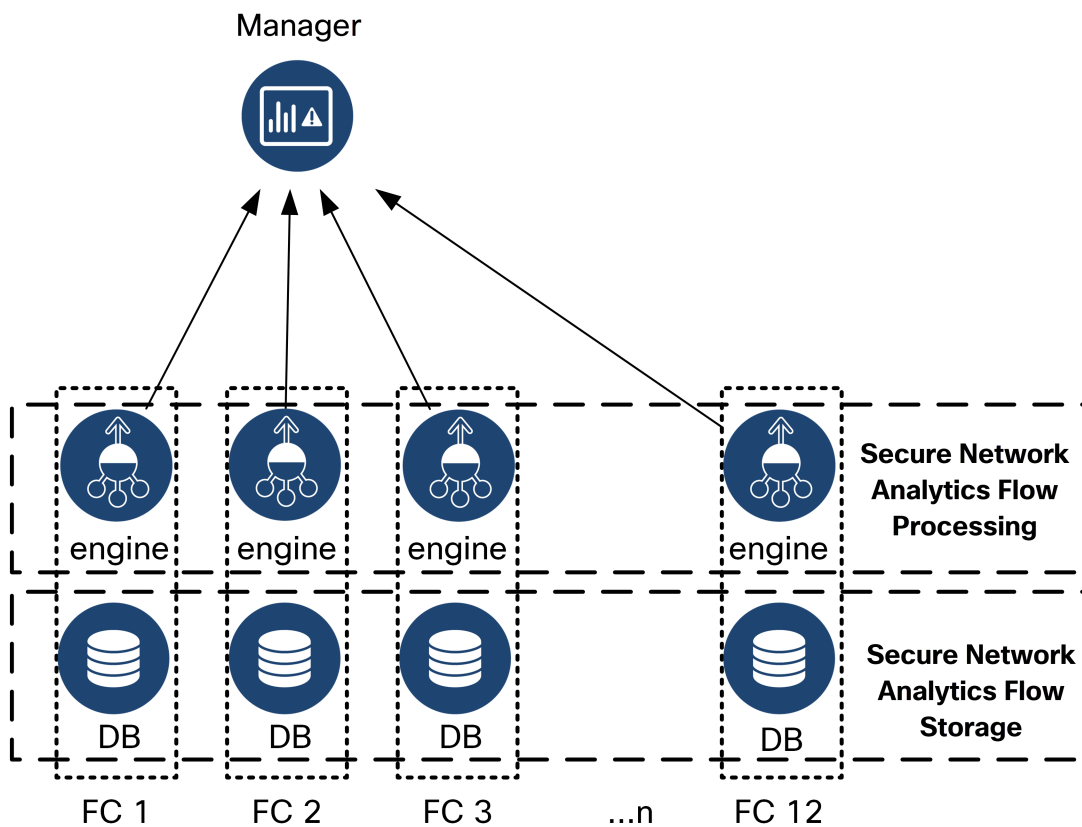 Manager
engine
engine
engine
engine
Secure Network
Analytics Flow
Processing
DB
DB
DB
DB
Secure Network
Analytics Flow
Storage
FC 1
FC 2
FC 3
...n
FC 12